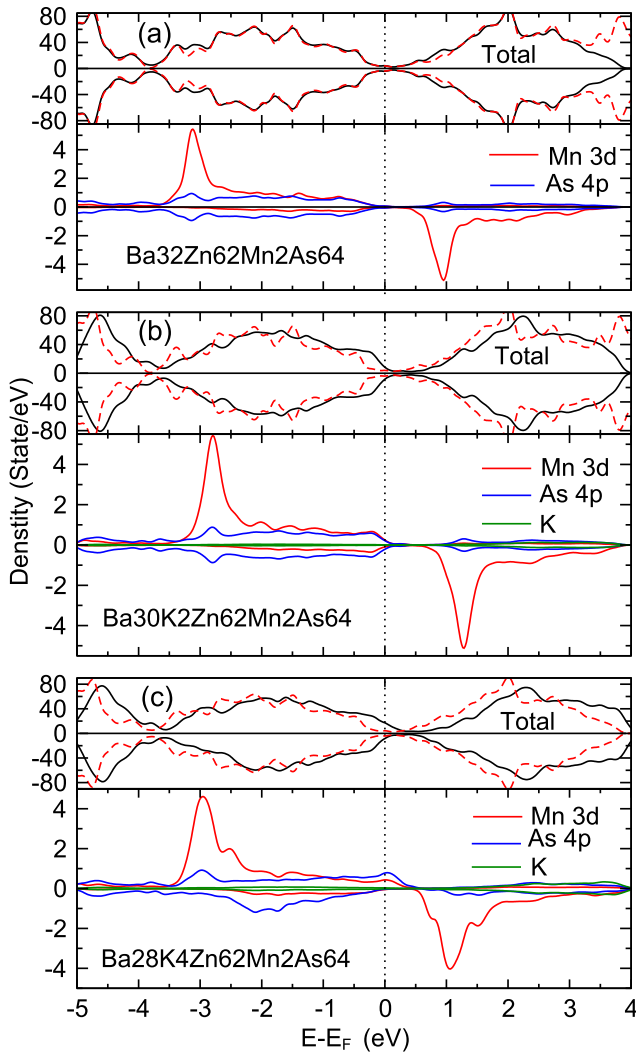 80
40
0
-40
-80
(a)
Total
4
2
0
-2
-4
Mn 3d
As 4p
Ba32Zn62Mn2As64
80
40
0
-40
-80
(b)
Total
4
2
0
-2
-4
Mn 3d
As 4p
K
Ba30K2Zn62Mn2As64
80
40
0
-40
-80
(c)
Total
4
2
0
-2
-4
Mn 3d
As 4p
K
Ba28K4Zn62Mn2As64
-5 -4 -3 -2 -1 0 1 2 3 4
E-EF (eV)
Denstity (State/eV)